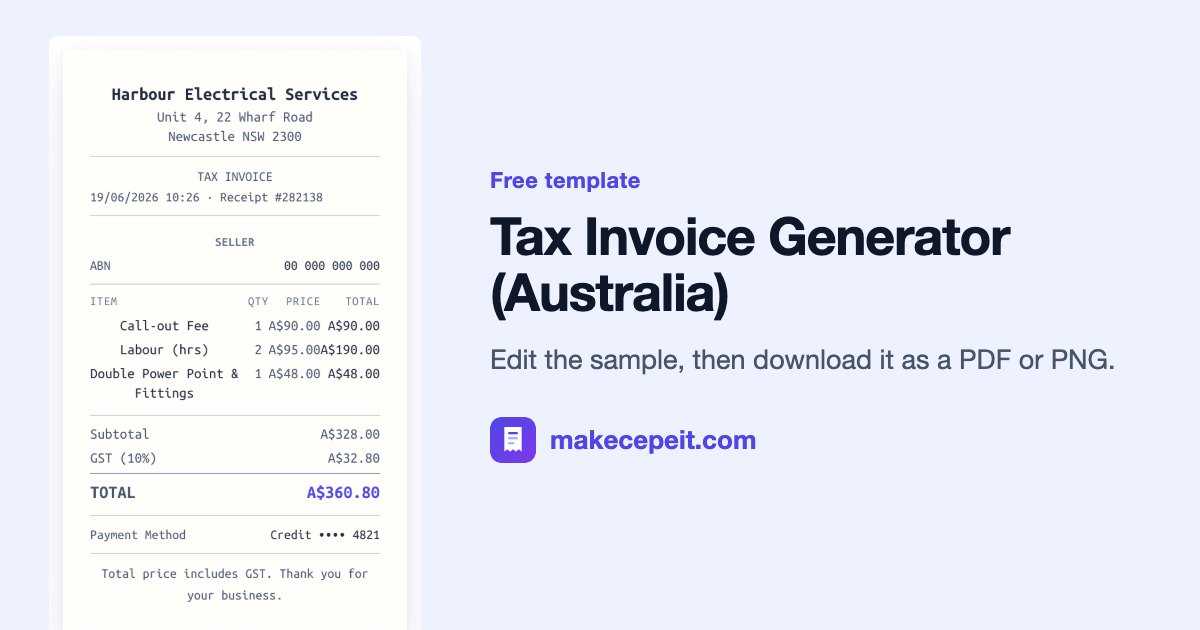 Harbour Electrical Services
Unit 4, 22 Wharf Road
Newcastle NSW 2300
TAX INVOICE
19/06/2026 10:26 · Receipt #282138
SELLER
ABN 00 000 000 000
ITEM QTY PRICE TOTAL
Call-out Fee 1 A$90.00 A$90.00
Labour (hrs) 2 A$95.00 A$190.00
Double Power Point & 1 A$48.00 A$48.00
Fittings
Subtotal A$328.00
GST (10%) A$32.80
TOTAL A$360.80
Payment Method Credit •••• 4821
Total price includes GST. Thank you for
your business.
Free template
Tax Invoice Generator
(Australia)
Edit the sample, then download it as a PDF or PNG.
makecepeit.com